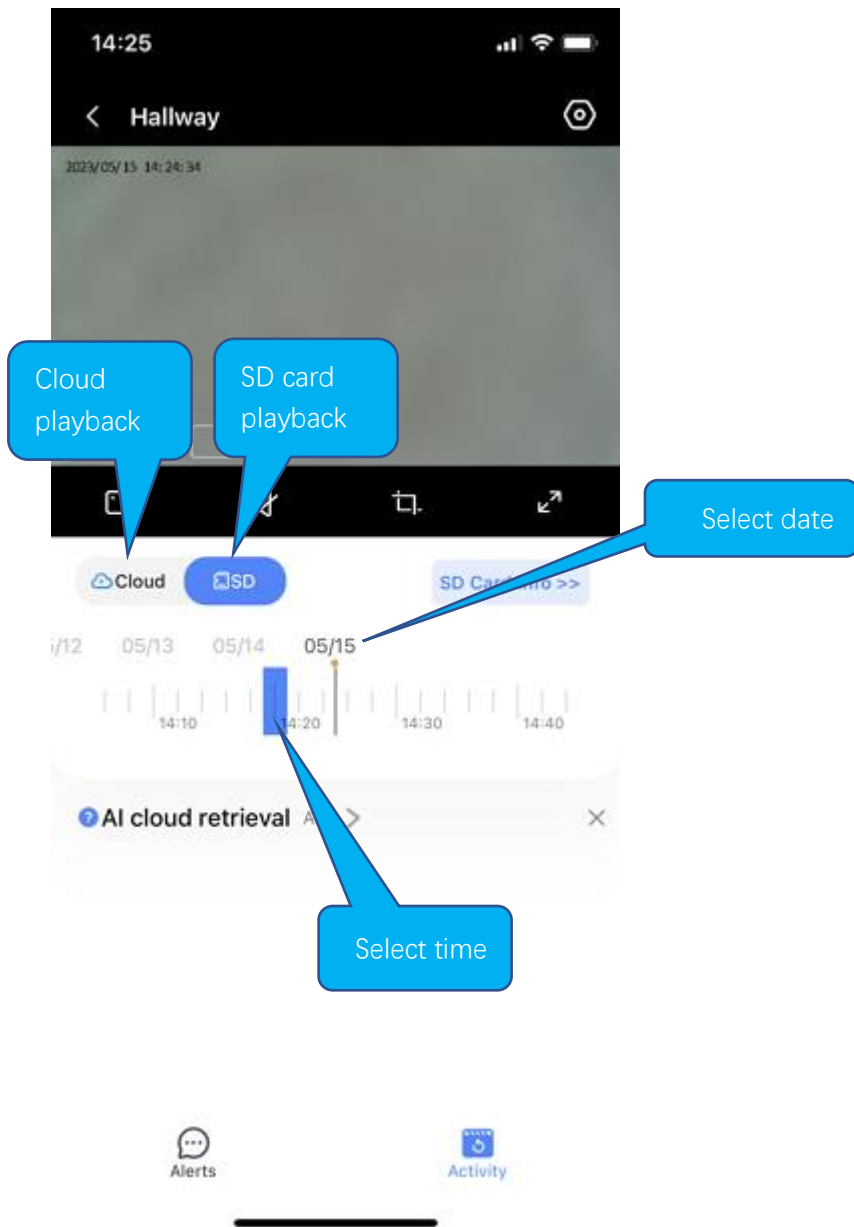 14:25
Hallway
2023/05/15 14:24:34
Cloud
playback
SD card
playback
Select date
Cloud
SD
SD
>>
/12
05/13
05/14
05/15
14:10
14:20
14:30
14:40
AI cloud retrieval
Select time
Alerts
Activity